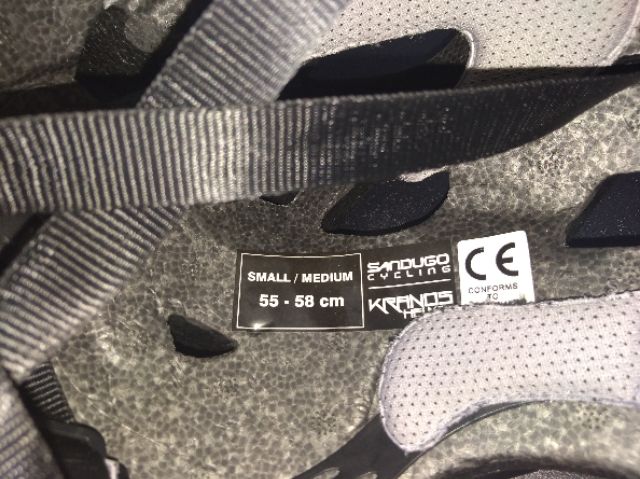 SMALL / MEDIUM
55 - 58 cm
SANDUGO
CYCLING
KRANOS
CE
CONFORMS
TO